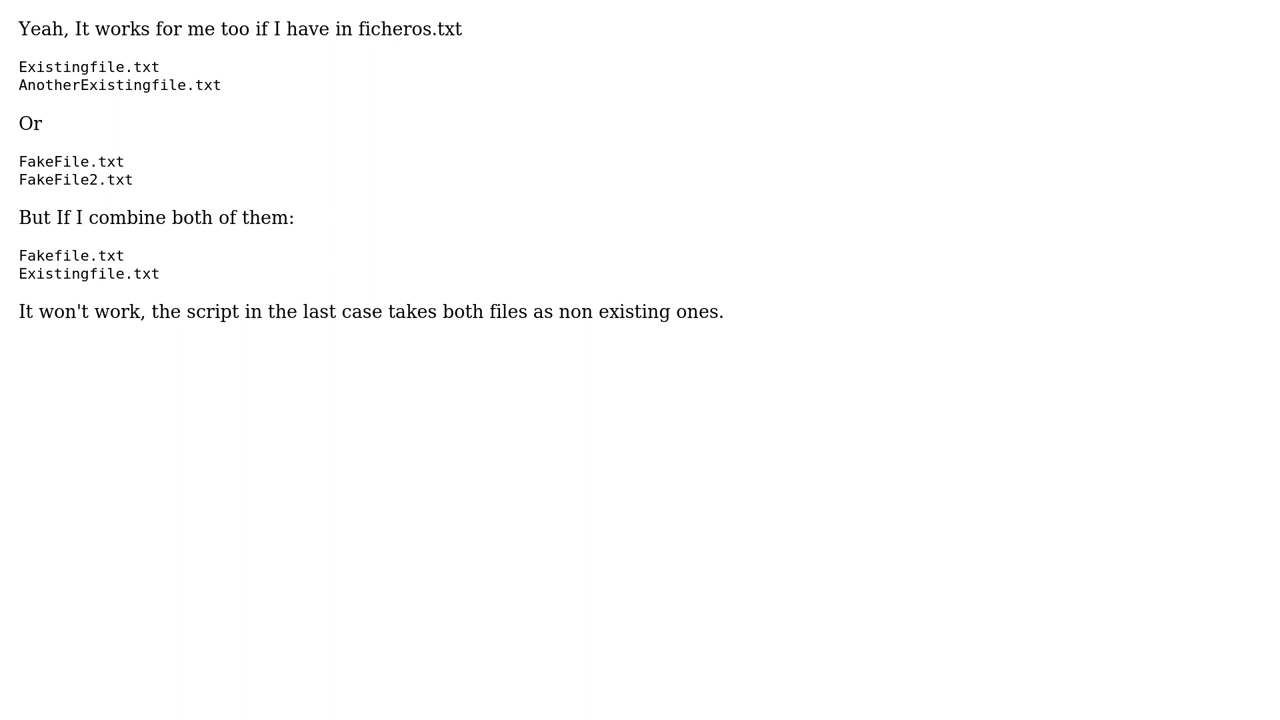 Yeah, It works for me too if I have in ficheros.txt
Existingfile.txt
AnotherExistingfile.txt
Or
FakeFile.txt
FakeFile2.txt
But If I combine both of them:
Fakefile.txt
Existingfile.txt
It won't work, the script in the last case takes both files as non existing ones.